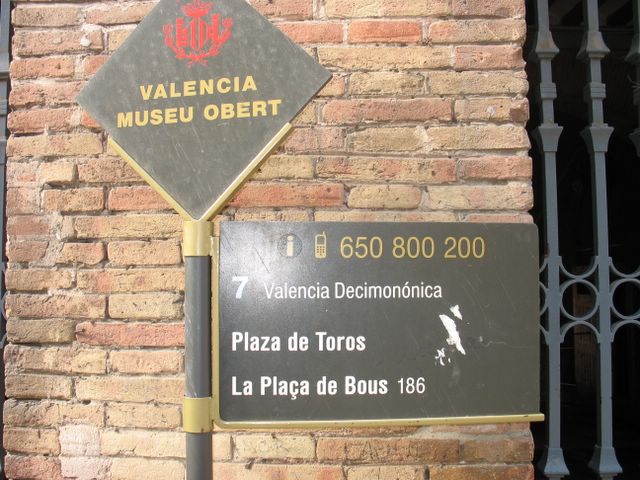 VALENCIA
MUSEU OBERT
i 650 800 200
7 Valencia Decimonónica
Plaza de Toros
La Plaça de Bous 186